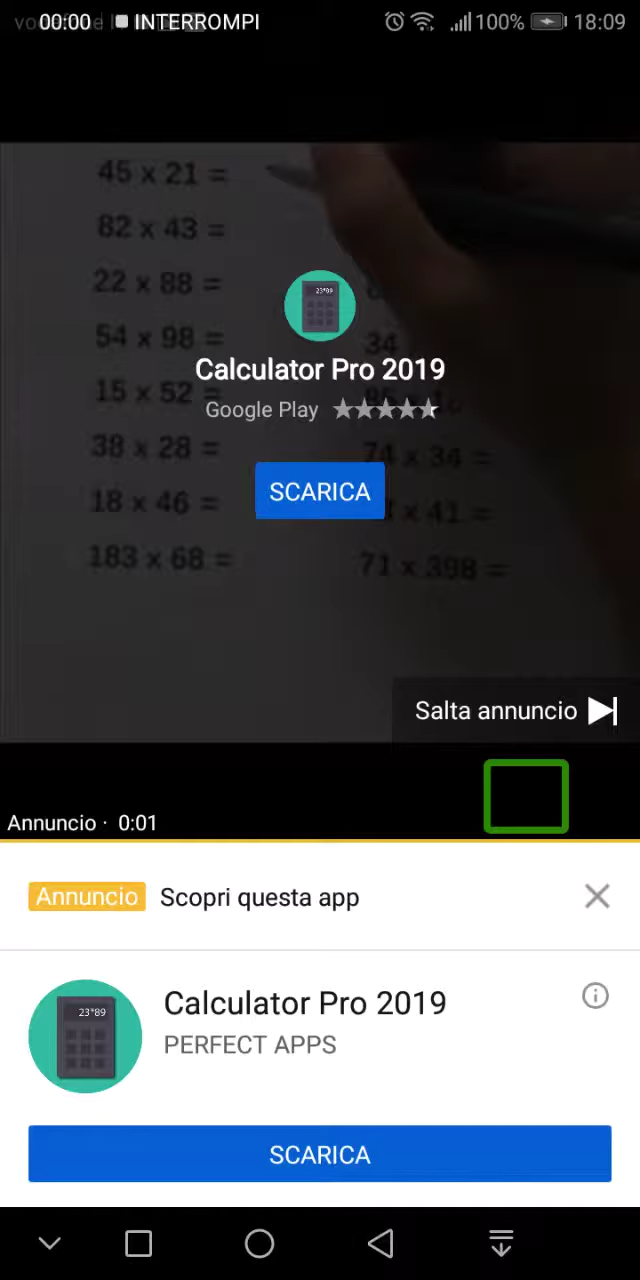 00:00 INTERROMPI 100% 18:09
45 x 21 =
82 x 43 =
22 x 88 =
54 x 98 =
34
Calculator Pro 2019
15 x 52 =
Google Play
38 x 28 =
74 x 34 =
SCARICA
18 x 46 =
x 41 =
183 x 68 =
71 x 398 =
Salta annuncio
Annuncio · 0:01
Annuncio Scopri questa app
23*89
Calculator Pro 2019
PERFECT APPS
SCARICA